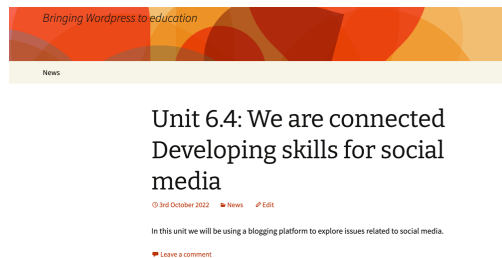 Bringing Wordpress to education
News
Unit 6.4: We are connected
Developing skills for social
media
3rd October 2022 News Edit
In this unit we will be using a blogging platform to explore issues related to social media.
Leave a comment